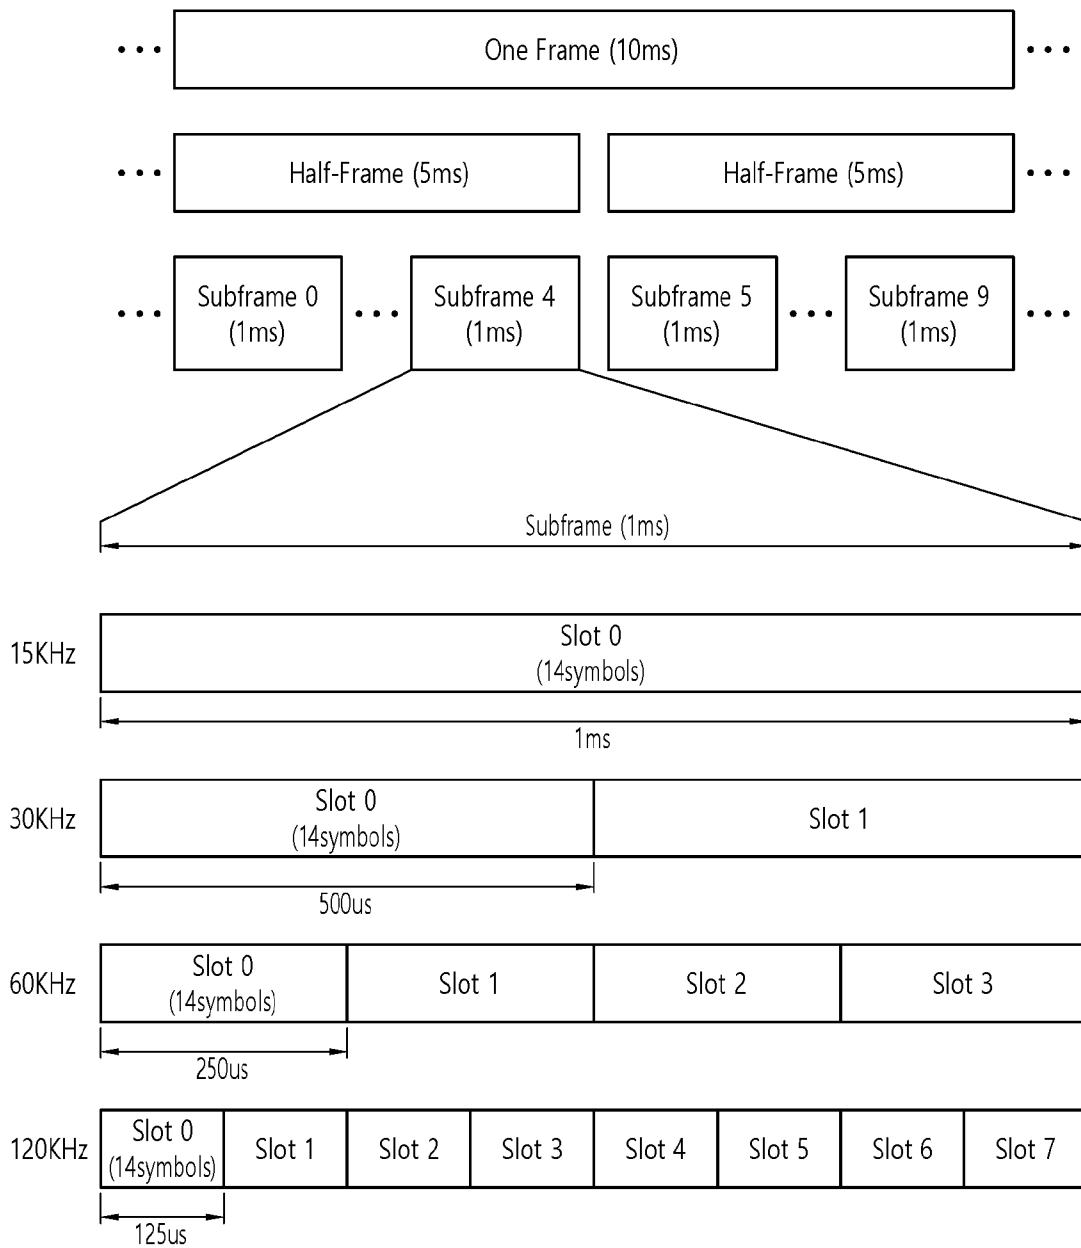 One Frame (10ms)
Half-Frame (5ms)
Half-Frame (5ms)
Subframe 0
(1ms)
Subframe 4
(1ms)
Subframe 5
(1ms)
Subframe 9
(1ms)
Subframe (1ms)
15KHz
Slot 0
(14symbols)
1ms
30KHz
Slot 0
(14symbols)
Slot 1
500us
60KHz
Slot 0
(14symbols)
Slot 1
Slot 2
Slot 3
250us
120KHz
Slot 0
(14symbols)
Slot 1
Slot 2
Slot 3
Slot 4
Slot 5
Slot 6
Slot 7
125us